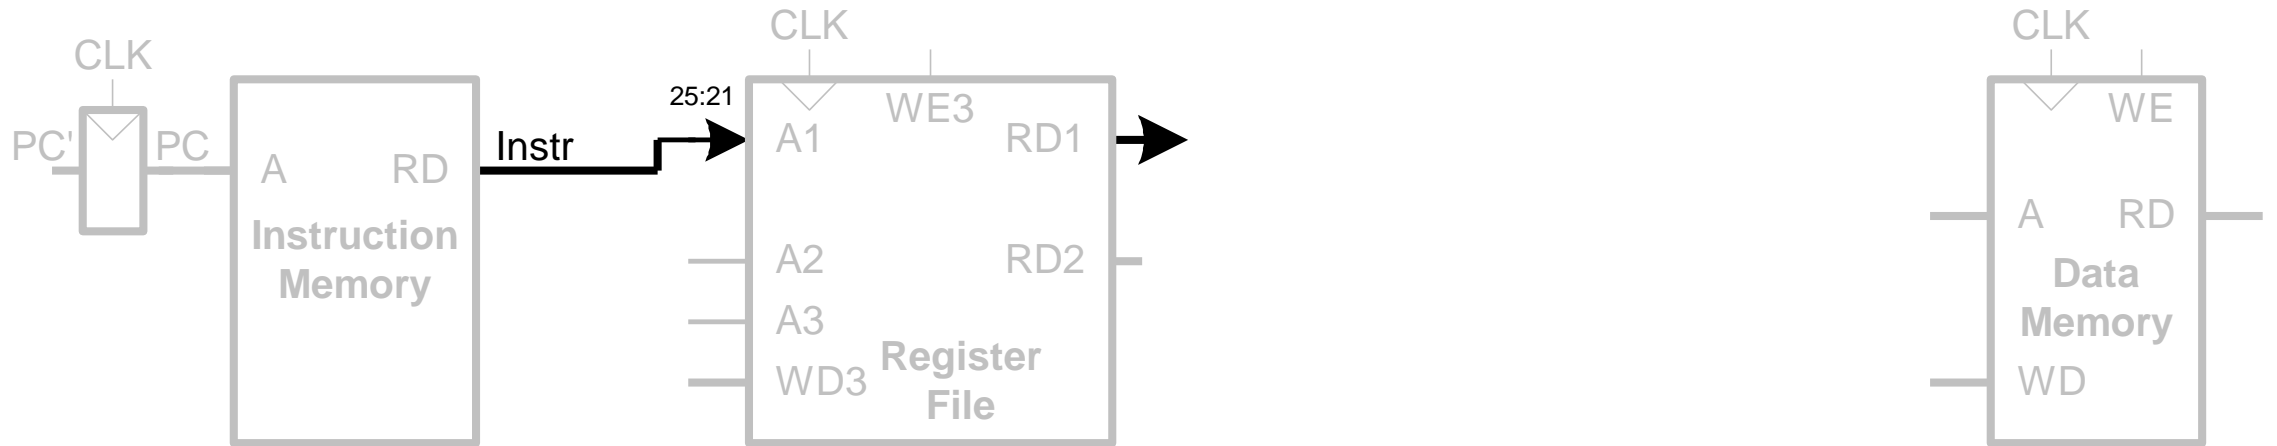 CLK
CLK
CLK
25:21
WE3
WE
PC'
PC
Instr
A1
RD1
A
RD
A
RD
Instruction
Memory
A2
RD2
Data
Memory
A3
Register
File
WD3
WD